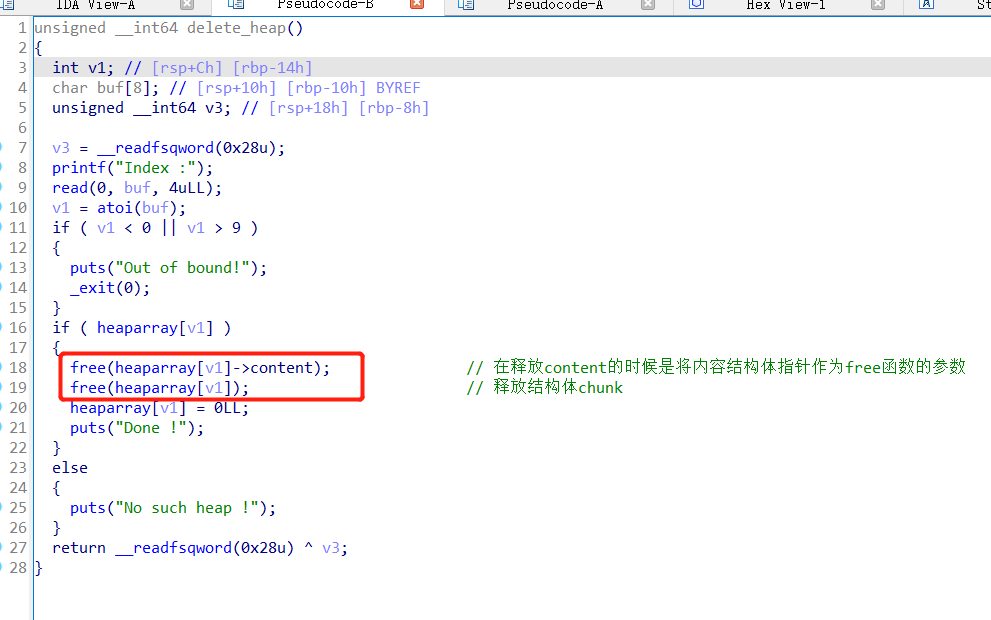 IDA View-A Pseudocode-B Pseudocode-A Hex View-1 A St
1 unsigned __int64 delete_heap()
2 {
3 int v1; // [rsp+Ch] [rbp-14h]
4 char buf[8]; // [rsp+10h] [rbp-10h] BYREF
5 unsigned __int64 v3; // [rsp+18h] [rbp-8h]
6
7 v3 = __readfsqword(0x28u);
8 printf("Index :");
9 read(0, buf, 4uLL);
10 v1 = atoi(buf);
11 if ( v1 < 0 || v1 > 9 )
12 {
13 puts("Out of bound!");
14 _exit(0);
15 }
16 if ( heaparray[v1] )
17 {
18 free(heaparray[v1]->content); // 在释放content的时候是将内容结构体指针作为free函数的参数
19 free(heaparray[v1]); // 释放结构体chunk
20 heaparray[v1] = 0LL;
21 puts("Done !");
22 }
23 else
24 {
25 puts("No such heap !");
26 }
27 return __readfsqword(0x28u) ^ v3;
28 }